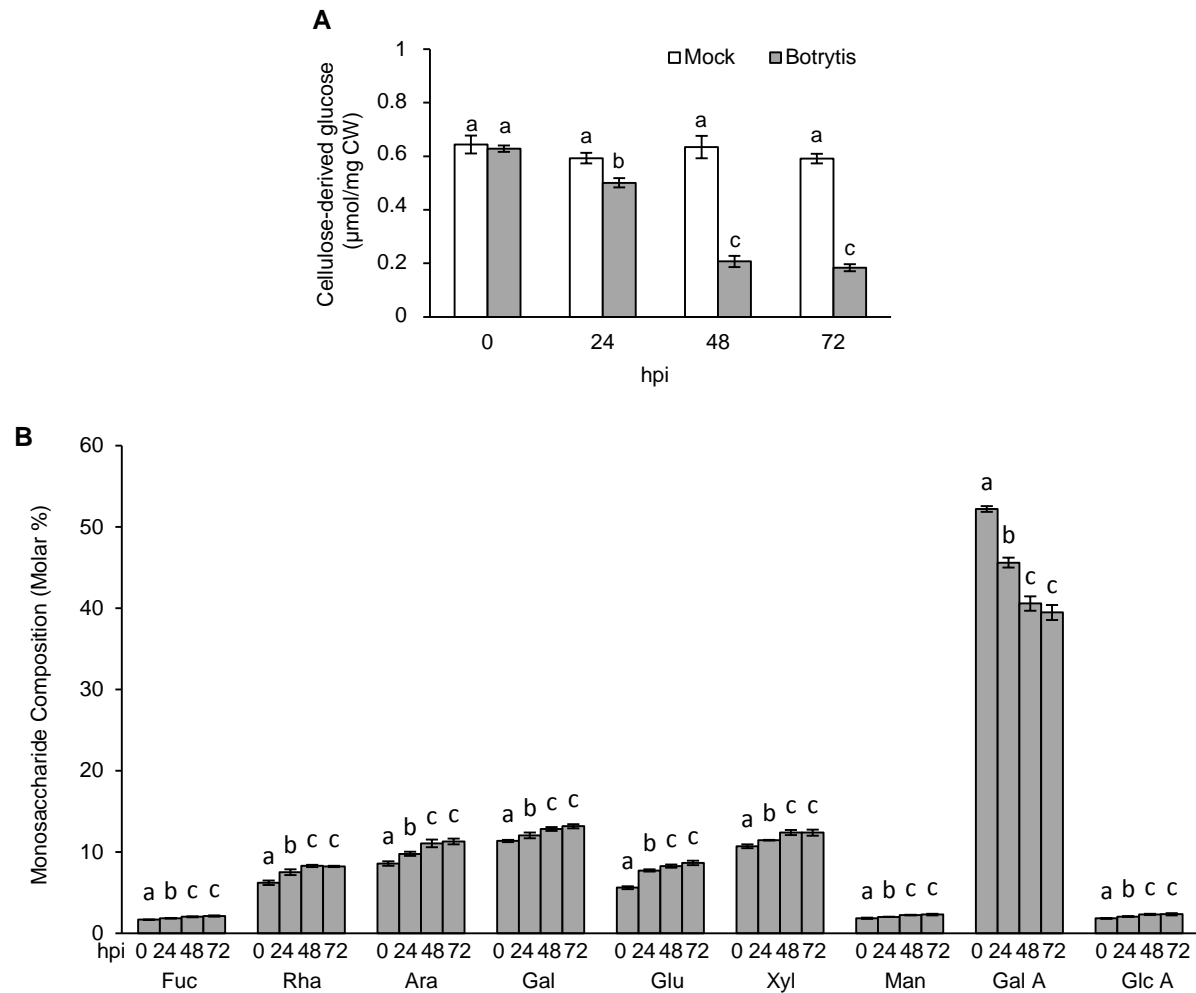 A
Cellulose-derived glucose
(µmol/mg CW)
1
0.8
0.6
0.4
0.2
0
Mock Botrytis
a a a b a c a c
0 24 48 72
hpi
B
Monosaccharide Composition (Molar %)
60
50
40
30
20
10
0
a b c c a b c c a b c c a b c c a b c c a b c c a b c c a b c c a b c c
hpi 0 24 48 72 0 24 48 72 0 24 48 72 0 24 48 72 0 24 48 72 0 24 48 72 0 24 48 72 0 24 48 72 0 24 48 72
Fuc Rha Ara Gal Glu Xyl Man Gal A Glc A